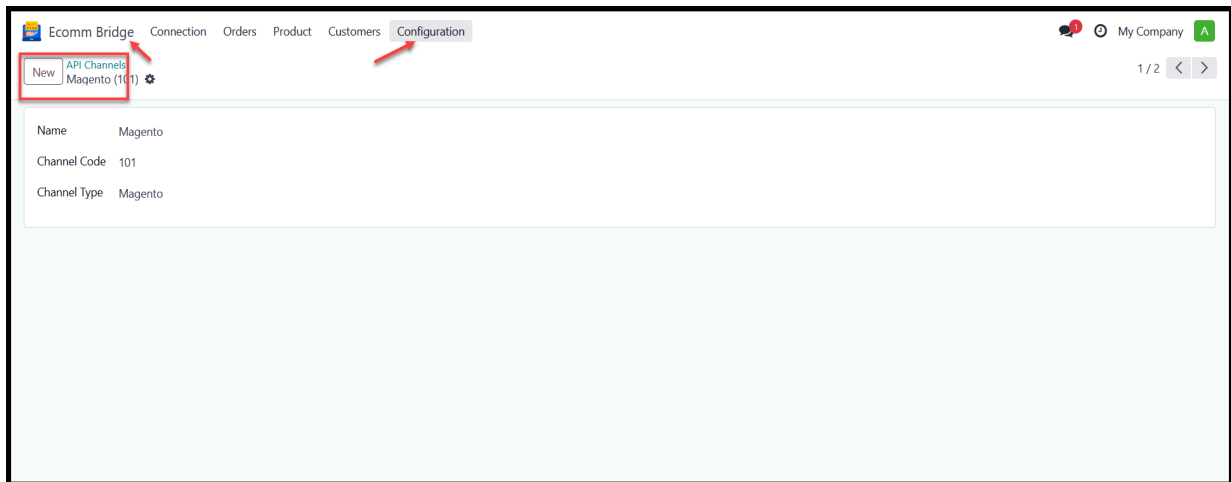 Ecomm Bridge Connection Orders Product Customers Configuration 1 My Company A
New API Channels
Magento (101) 1 / 2
Name Magento
Channel Code 101
Channel Type Magento